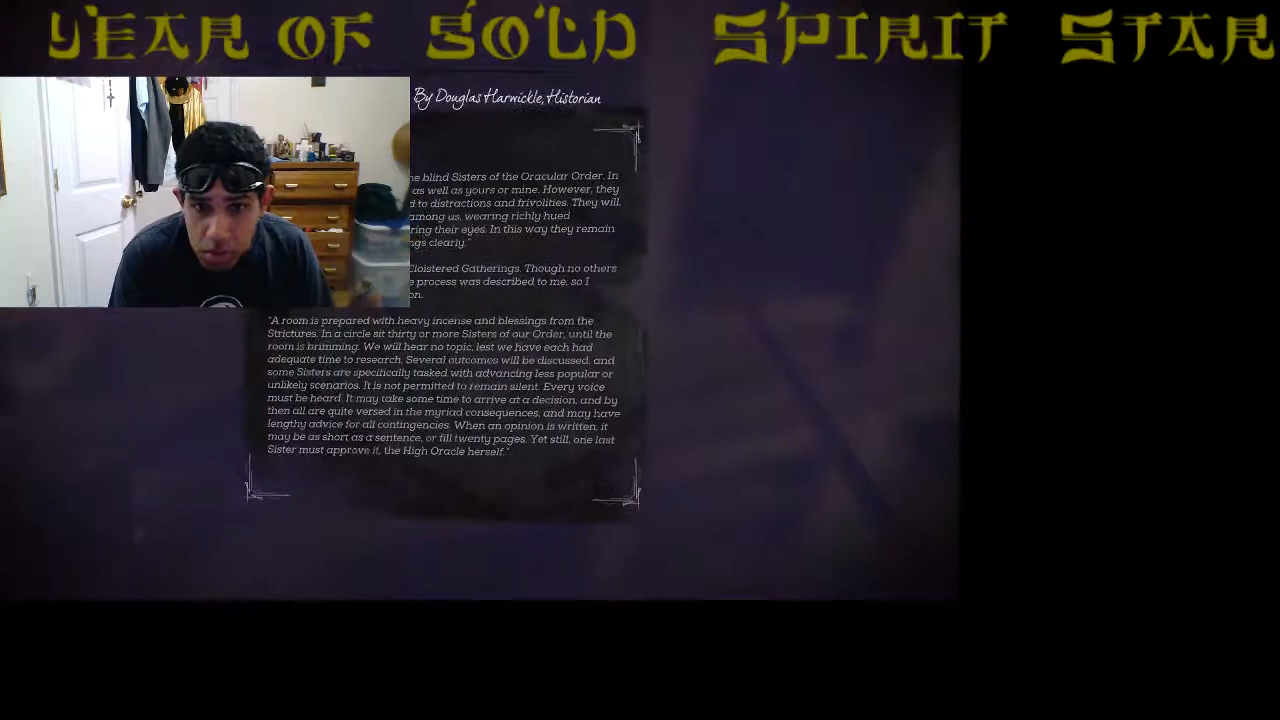 YEAR OF GOLD SPIRIT STAR
By Douglas Harwickle, Historian
blind Sisters of the Oracular Order. In
as well as yours or mine. However, they
to distractions and frivolities. They will,
among us, wearing richly hued
their eyes. In this way they remain
clearly."
Cloistered Gatherings. Though no others
process was described to me, so I
"A room is prepared with heavy incense and blessings from the
Strictures. In a circle sit thirty or more Sisters of our Order, until the
room is brimming. We will hear no topic, lest we have each had
adequate time to research. Several outcomes will be discussed, and
some Sisters are specifically tasked with advancing less popular or
unlikely scenarios. It is not permitted to remain silent. Every voice
must be heard. It may take some time to arrive at a decision, and by
then all are quite versed in the myriad consequences, and may have
lengthy advice for all contingencies. When an opinion is written, it
may be as short as a sentence, or fill twenty pages. Yet still, one last
Sister must approve it, the High Oracle herself."